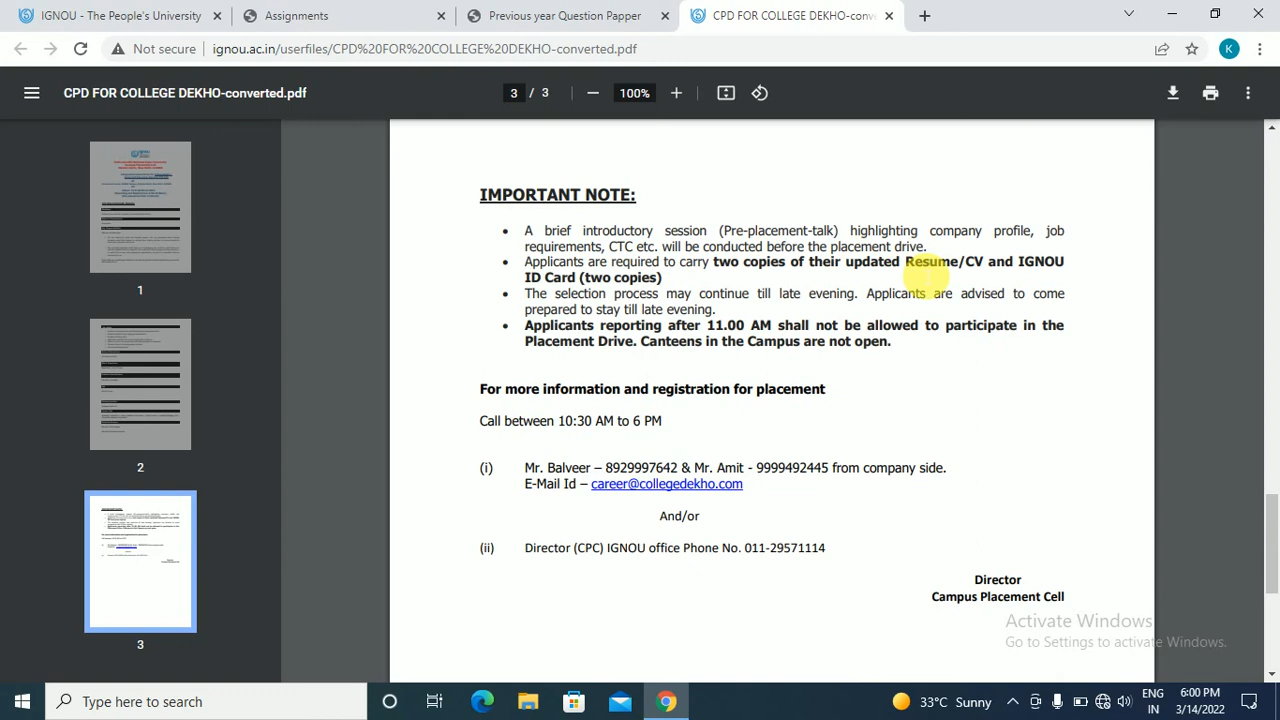 IGNOU - The People's University
Assignments
Previous year Question Papper
CPD FOR COLLEGE DEKHO-conv
Not secure
ignou.ac.in/userfiles/CPD%20FOR%20COLLEGE%20DEKHO-converted.pdf
K
CPD FOR COLLEGE DEKHO-converted.pdf
3 / 3
100%
1
2
3
IMPORTANT NOTE:
• A brief introductory session (Pre-placement-talk) highlighting company profile, job
requirements, CTC etc. will be conducted before the placement drive.
• Applicants are required to carry two copies of their updated Resume/CV and IGNOU
ID Card (two copies)
• The selection process may continue till late evening. Applicants are advised to come
prepared to stay till late evening.
• Applicants reporting after 11.00 AM shall not be allowed to participate in the
Placement Drive. Canteens in the Campus are not open.
For more information and registration for placement
Call between 10:30 AM to 6 PM
(i) Mr. Balveer – 8929997642 & Mr. Amit - 9999492445 from company side.
E-Mail Id – career@collegedekho.com
And/or
(ii) Director (CPC) IGNOU office Phone No. 011-29571114
Director
Campus Placement Cell
Activate Windows
Go to Settings to activate Windows.
Type here to search
33°C Sunny
ENG
IN
6:00 PM
3/14/2022